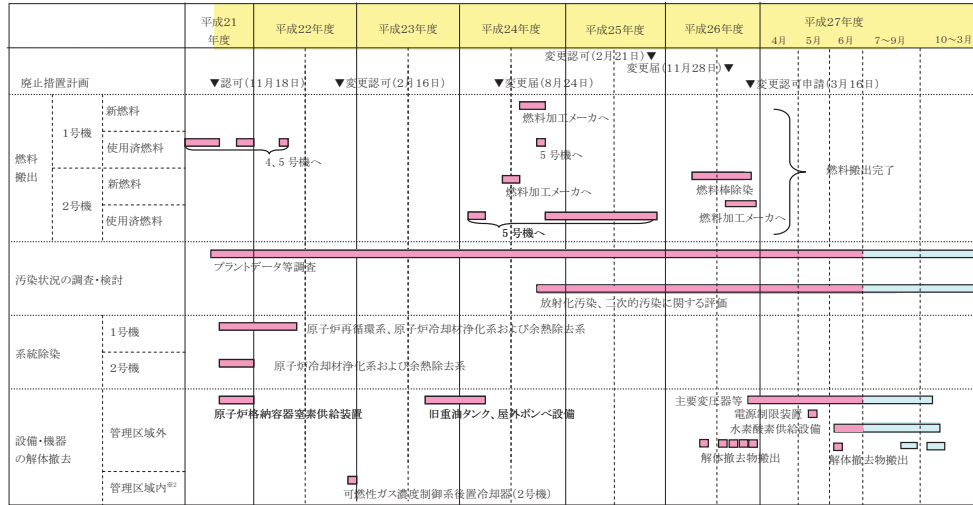 平成21
年度
平成22年度
平成23年度
平成24年度
平成25年度
平成26年度
平成27年度
4月
5月
6月
7～9月
10～3月
廃止措置計画
▼認可(11月18日)
▼変更認可(2月16日)
▼変更届(8月24日)
変更認可(2月21日)▼
変更届(11月28日)▼
▼変更認可申請(3月16日)
燃料
搬出
1号機
新燃料
燃料加工メーカへ
使用済燃料
4、5号機へ
5号機へ
2号機
新燃料
燃料加工メーカへ
燃料棒除染
使用済燃料
5号機へ
燃料加工メーカへ
燃料搬出完了
汚染状況の調査・検討
プラントデータ等調査
放射化汚染、二次的汚染に関する評価
系統除染
1号機
原子炉再循環系、原子炉冷却材浄化系および余熱除去系
2号機
原子炉冷却材浄化系および余熱除去系
設備・機器
の解体撤去
管理区域外
原子炉格納容器窒素供給装置
旧重油タンク、屋外ボンベ設備
主要変圧器等
電源制限装置
水素酸素供給設備
解体撤去物搬出
解体撤去物搬出
管理区域内※2
可燃性ガス濃度制御系後置冷却器(2号機)